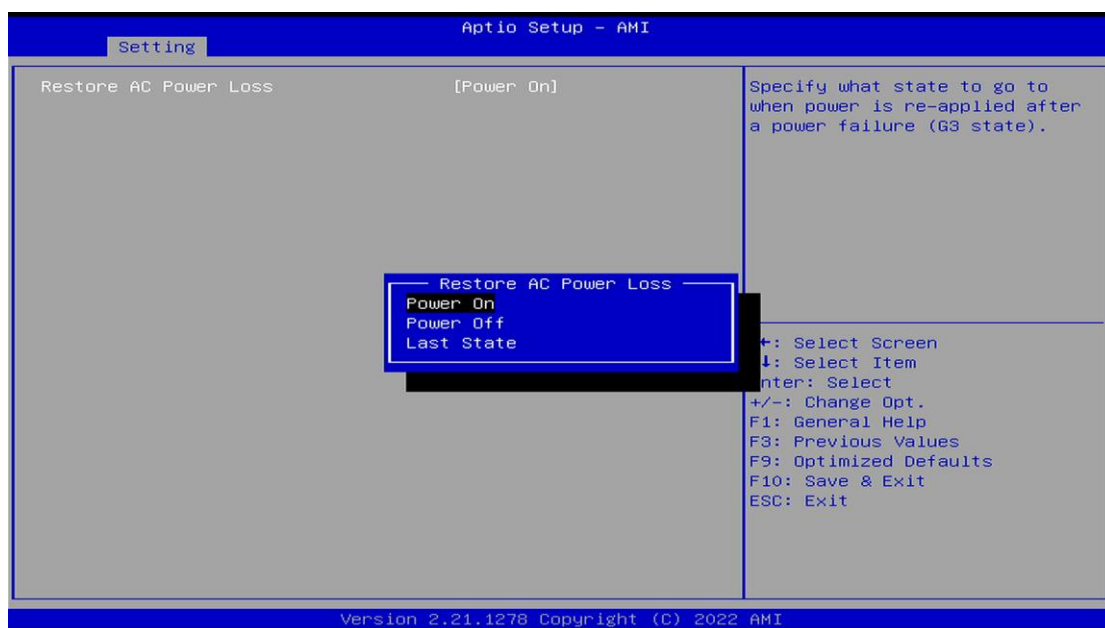 Aptio Setup – AMI
Setting
Restore AC Power Loss [Power On]
Specify what state to go to
when power is re-applied after
a power failure (G3 state).
Restore AC Power Loss
Power On
Power Off
Last State
: Select Screen
: Select Item
nter: Select
+/-: Change Opt.
F1: General Help
F3: Previous Values
F9: Optimized Defaults
F10: Save & Exit
ESC: Exit
Version 2.21.1278 Copyright (C) 2022 AMI